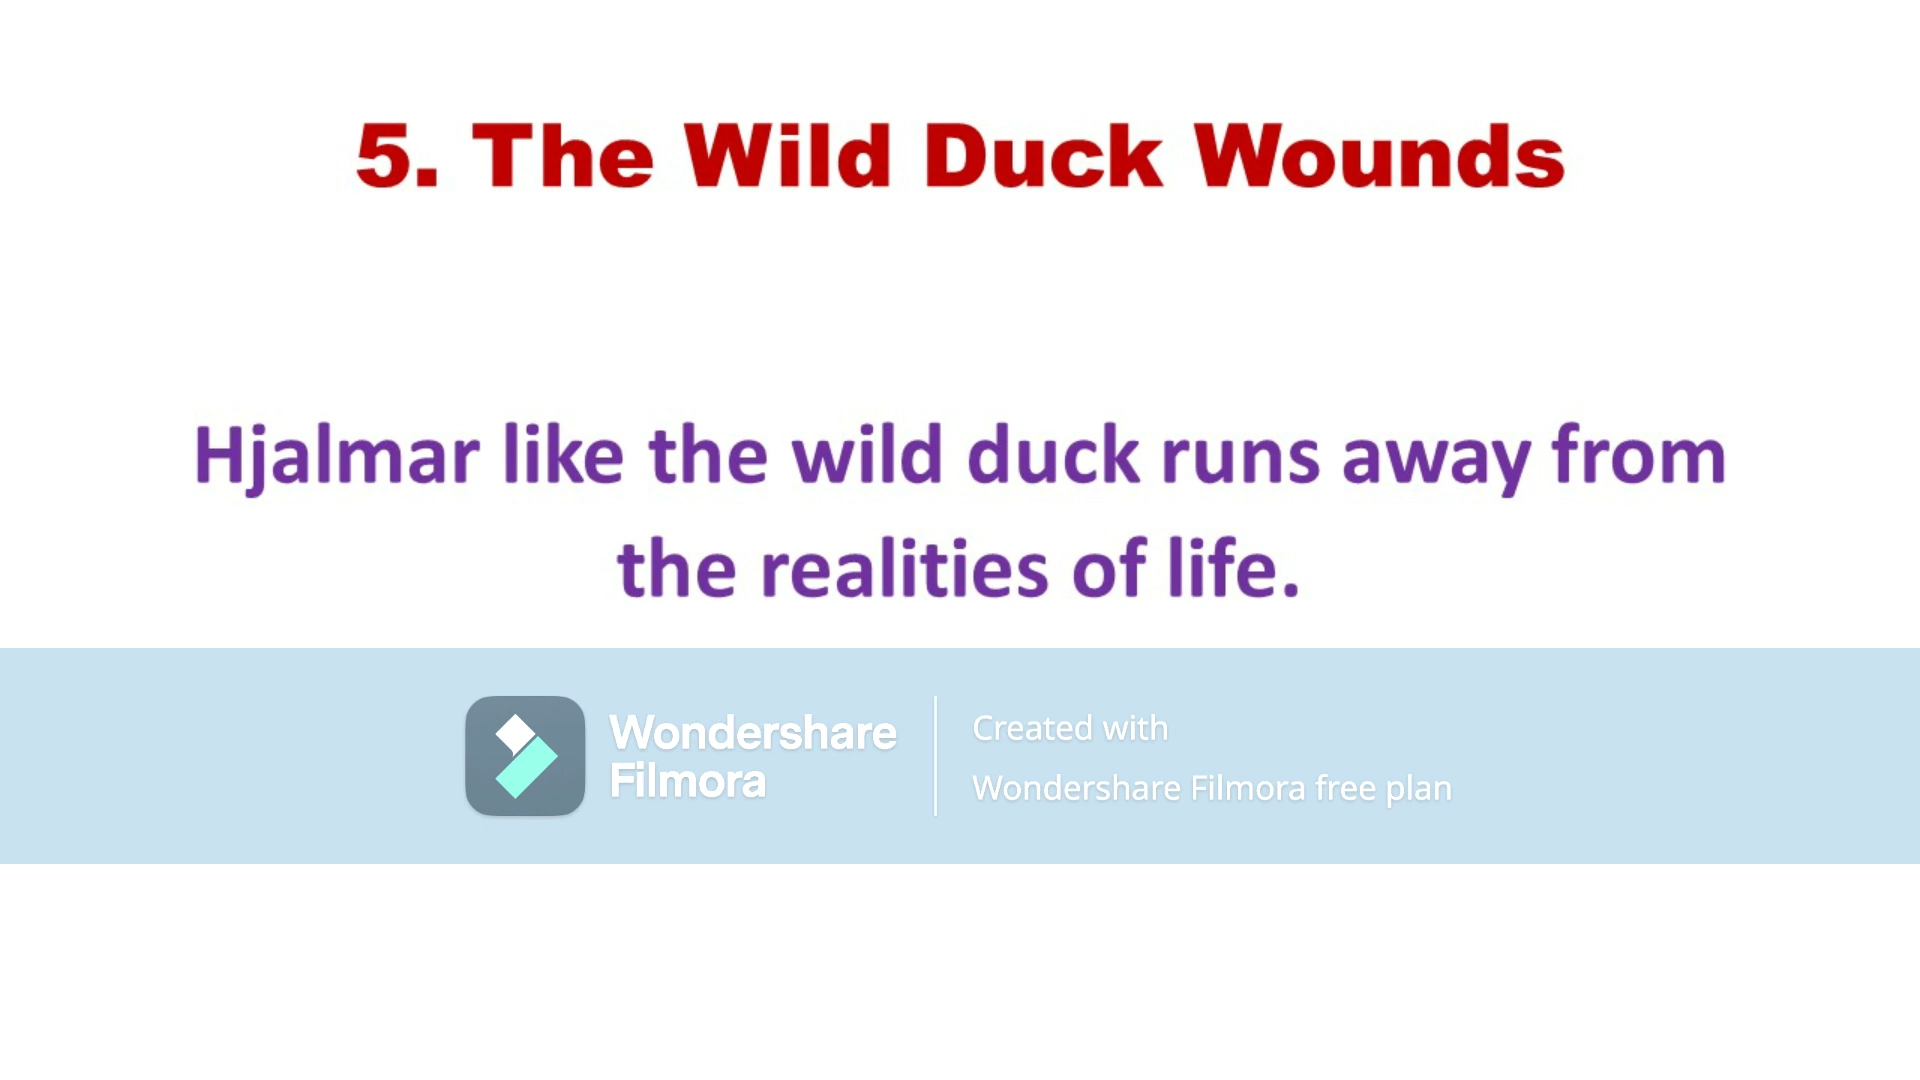 5. The Wild Duck Wounds
Hjalmar like the wild duck runs away from
the realities of life.
Wondershare
Filmora
Created with
Wondershare Filmora free plan